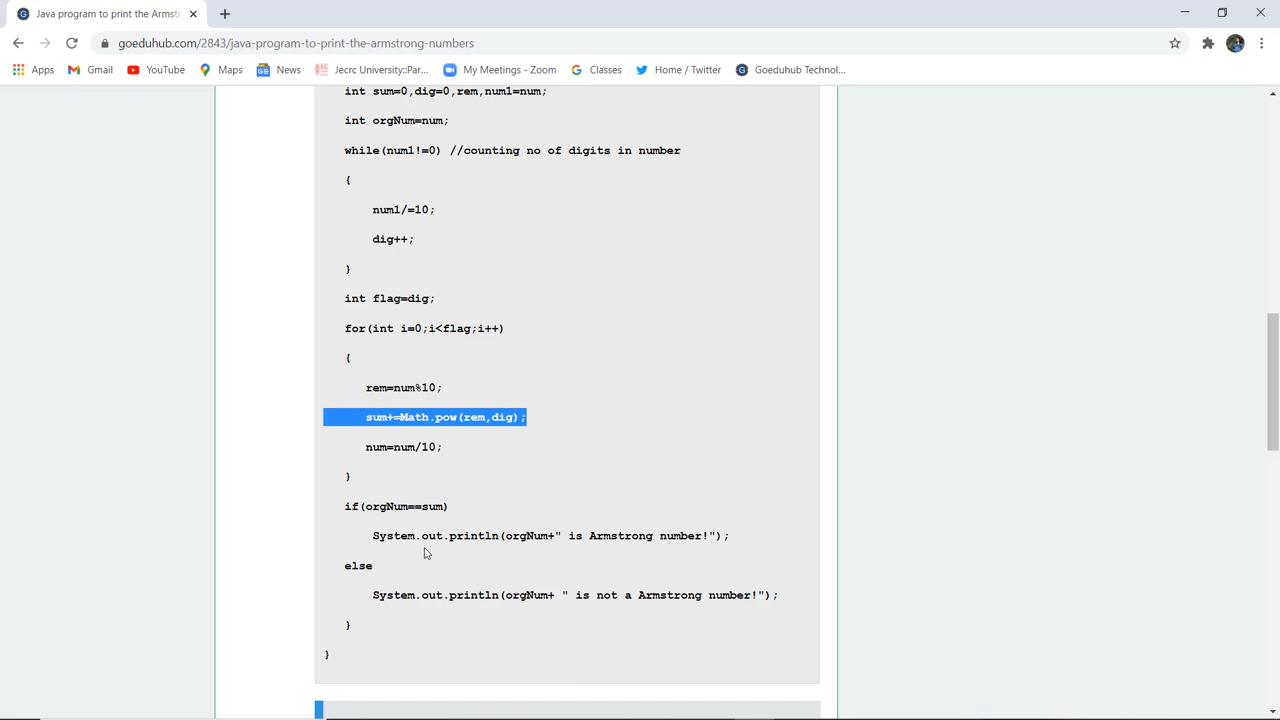 Java program to print the Armst
goeduhub.com/2843/java-program-to-print-the-armstrong-numbers
Apps Gmail YouTube Maps News Jecrc University::Par... My Meetings - Zoom Classes Home / Twitter Goeduhub Technol...
int sum=0,dig=0,rem,num1=num;
int orgNum=num;
while(num1!=0) //counting no of digits in number
{
num1/=10;
dig++;
}
int flag=dig;
for(int i=0;i<flag;i++)
{
rem=num%10;
sum+=Math.pow(rem,dig);
num=num/10;
}
if(orgNum==sum)
System.out.println(orgNum+" is Armstrong number!");
else
System.out.println(orgNum+ " is not a Armstrong number!");
}
}